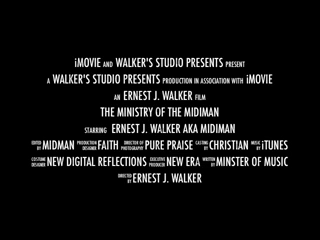 iMOVIE AND WALKER'S STUDIO PRESENTS PRESENT
A WALKER'S STUDIO PRESENTS PRODUCTION IN ASSOCIATION WITH iMOVIE
AN ERNEST J. WALKER FILM
THE MINISTRY OF THE MIDIMAN
STARRING ERNEST J. WALKER AKA MIDIMAN
EDITED BY MIDMAN PRODUCTION DESIGNER FAITH DIRECTOR OF PHOTOGRAPHY PURE PRAISE CASTING BY CHRISTIAN MUSIC BY iTUNES
COSTUME DESIGNER NEW DIGITAL REFLECTIONS EXECUTIVE PRODUCER NEW ERA WRITTEN BY MINSTER OF MUSIC
DIRECTED BY ERNEST J. WALKER